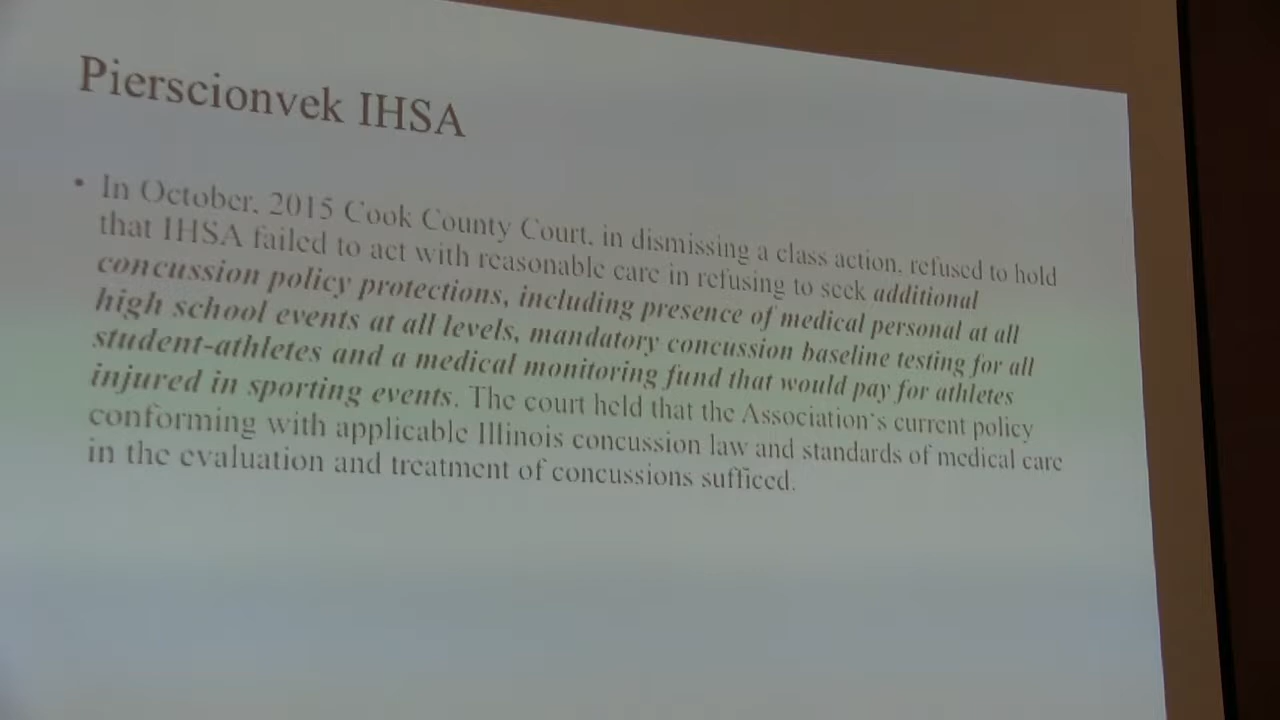 Pierscionvek IHSA
• In October, 2015 Cook County Court, in dismissing a class action, refused to hold
that IHSA failed to act with reasonable care in refusing to seek additional
concussion policy protections, including presence of medical personal at all
high school events at all levels, mandatory concussion baseline testing for all
student-athletes and a medical monitoring fund that would pay for athletes
injured in sporting events. The court held that the Association's current policy
conforming with applicable Illinois concussion law and standards of medical care
in the evaluation and treatment of concussions sufficed.